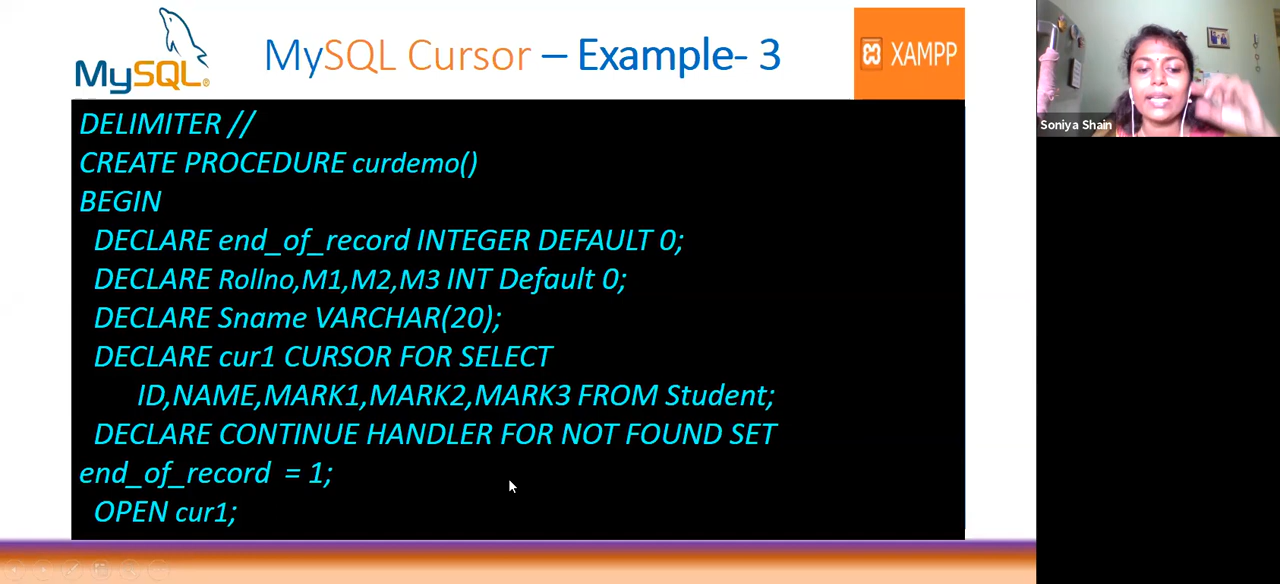 MySQL
MySQL Cursor – Example- 3
XAMPP
DELIMITER //
CREATE PROCEDURE curdemo()
BEGIN
DECLARE end_of_record INTEGER DEFAULT 0;
DECLARE Rollno,M1,M2,M3 INT Default 0;
DECLARE Sname VARCHAR(20);
DECLARE cur1 CURSOR FOR SELECT
ID,NAME,MARK1,MARK2,MARK3 FROM Student;
DECLARE CONTINUE HANDLER FOR NOT FOUND SET
end_of_record = 1;
OPEN cur1;
Soniya Shain